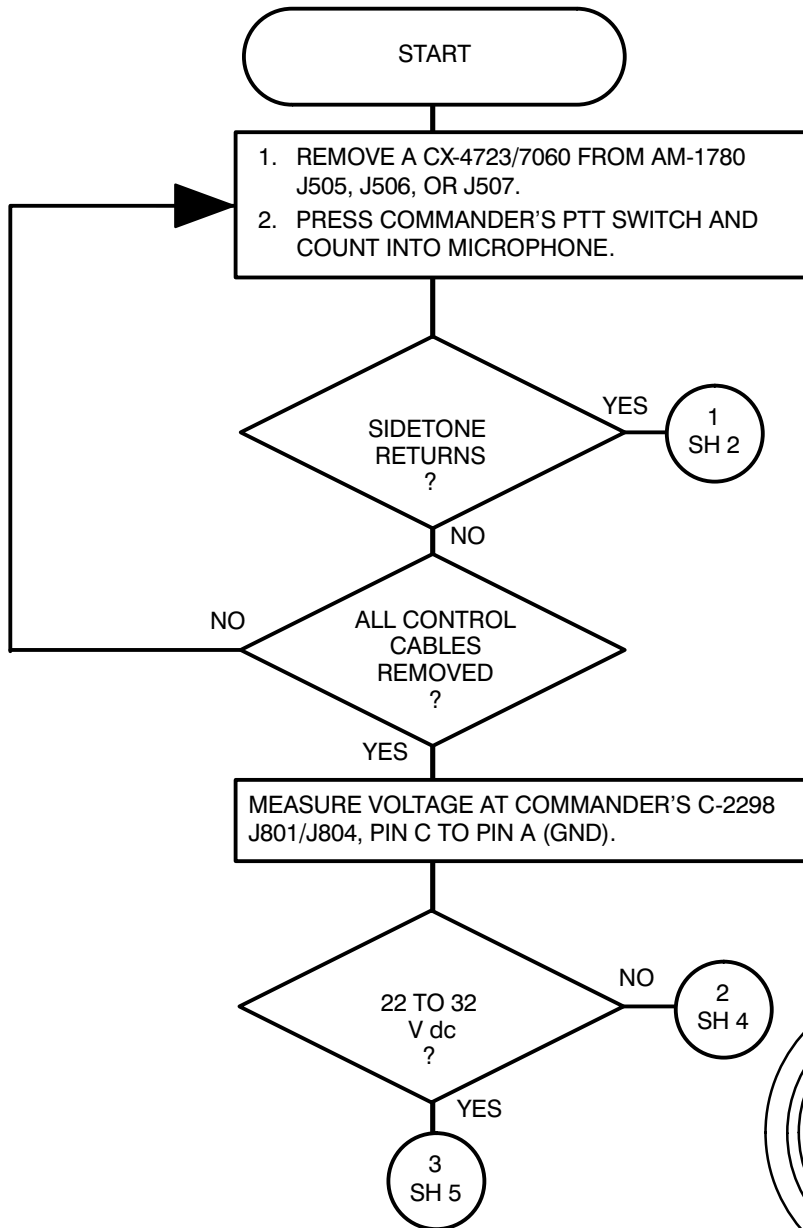 START
1. REMOVE A CX-4723/7060 FROM AM-1780
J505, J506, OR J507.
2. PRESS COMMANDER'S PTT SWITCH AND
COUNT INTO MICROPHONE.
SIDETONE
RETURNS
?
YES
1
SH 2
NO
ALL CONTROL
CABLES
REMOVED
?
NO
YES
MEASURE VOLTAGE AT COMMANDER'S C-2298
J801/J804, PIN C TO PIN A (GND).
22 TO 32
V dc
?
NO
2
SH 4
YES
3
SH 5